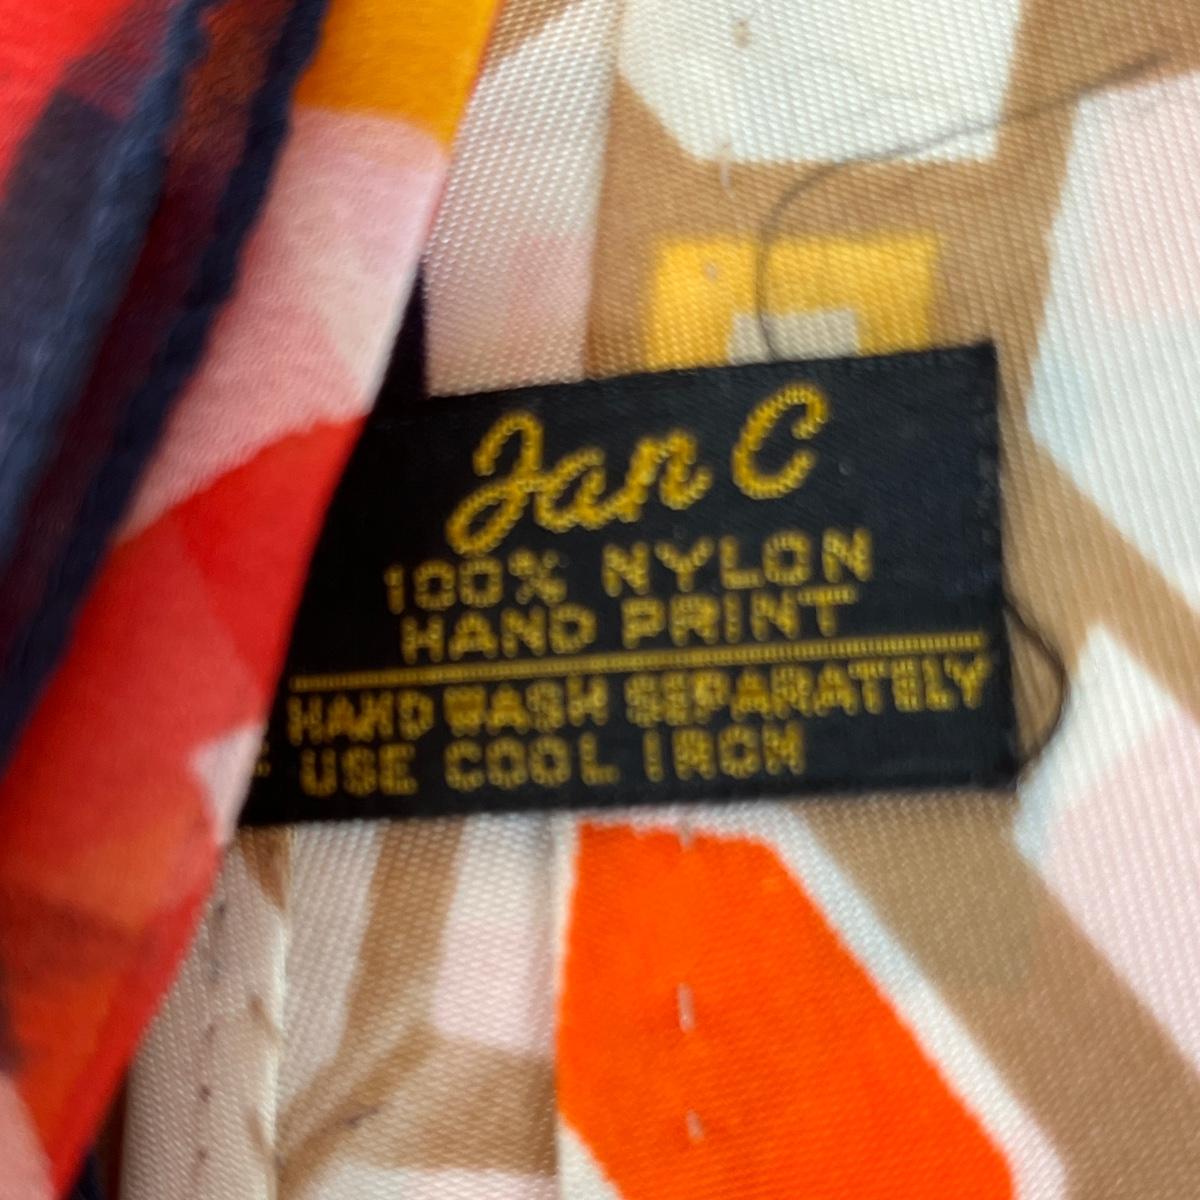 Jan C
100% NYLON
HAND PRINT
HAND WASH SEPARATELY
USE COOL IRON